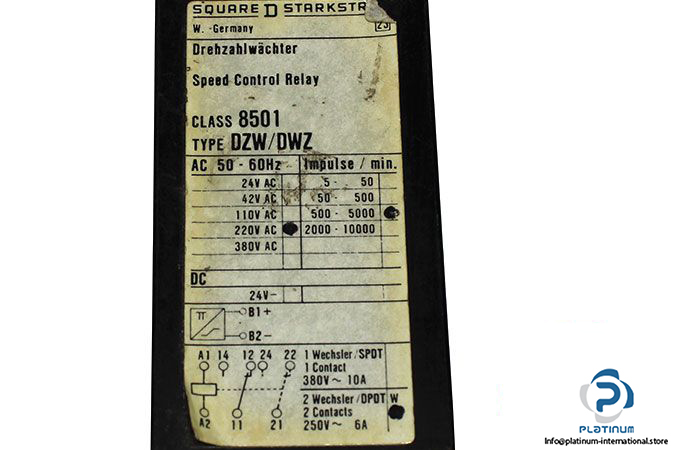 SQUARE D STARKSTR
W. - Germany
23
Drehzahlwächter
Speed Control Relay
CLASS 8501
TYPE DZW/DWZ
AC 50 - 60Hz Impulse / min.
24V AC 5 - 50
42V AC 50 - 500
110V AC 500 - 5000
220V AC 2000 - 10000
380V AC
DC
24V-
B1+
B2-
A1 14 12 24 22 1 Wechsler/SPDT
1 Contact
380V~ 10A
2 Wechsler/DPDT W
2 Contacts
A2 11 21 250V~ 6A
PLATINUM
Info@platinum-international.store